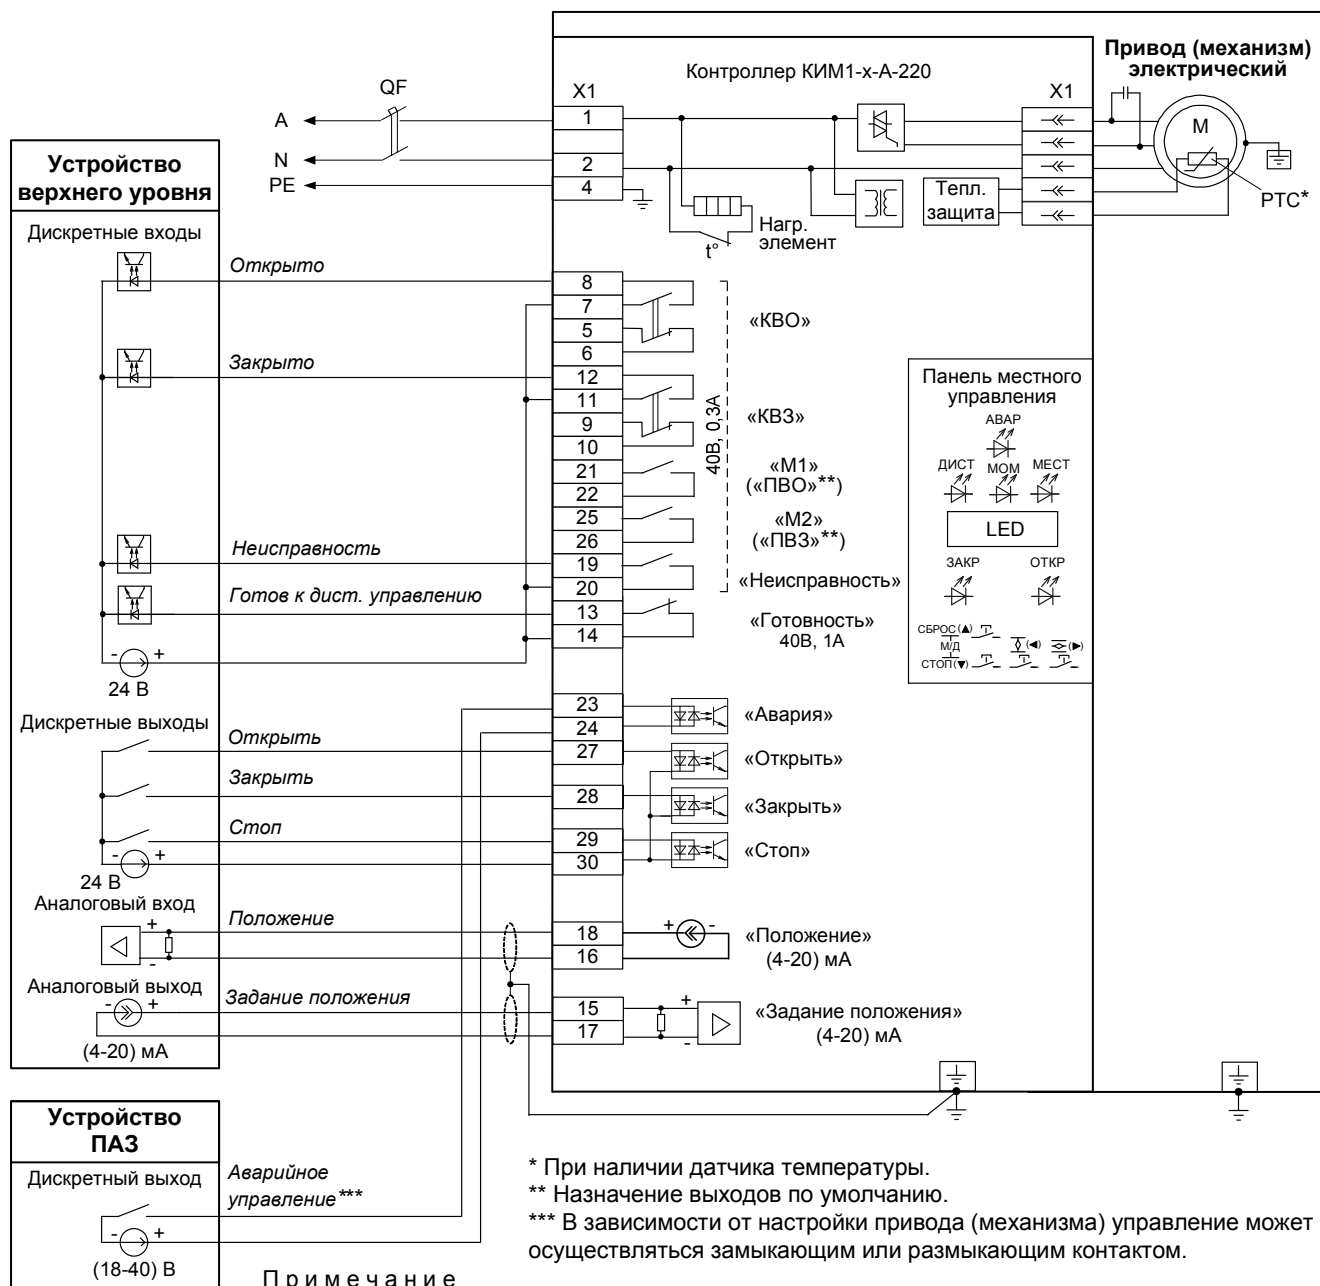 Контроллер КИМ1-х-А-220
Привод (механизм)
электрический
QF
X1
X1
A
N
PE
1
2
4
M
PTC*
Тепл.
защита
Нагр.
элемент
t°
Устройство
верхнего уровня
Дискретные входы
Открыто
Закрыто
Неисправность
Готов к дист. управлению
- +
24 В
8
7
5
6
12
11
9
10
21
22
25
26
19
20
13
14
40В, 0,3А
«КВО»
«КВЗ»
«М1»
(«ПВО»**)
«М2»
(«ПВЗ»**)
«Неисправность»
«Готовность»
40В, 1А
Панель местного
управления
АВАР
ДИСТ МОМ МЕСТ
LED
ЗАКР ОТКР
СБРОС(▲)
М/Д (◄) (►)
СТОП(▼)
Дискретные выходы
Открыть
Закрыть
Стоп
- +
24 В
23
24
27
28
29
30
«Авария»
«Открыть»
«Закрыть»
«Стоп»
Аналоговый вход
+
-
Положение
18
16
+ -
«Положение»
(4-20) мА
Аналоговый выход
- +
Задание положения
(4-20) мА
15
17
+
-
«Задание положения»
(4-20) мА
Устройство
ПАЗ
Дискретный выход
Аварийное
управление***
- +
(18-40) В
* При наличии датчика температуры.
** Назначение выходов по умолчанию.
*** В зависимости от настройки привода (механизма) управление может
осуществляться замыкающим или размыкающим контактом.
Примечание